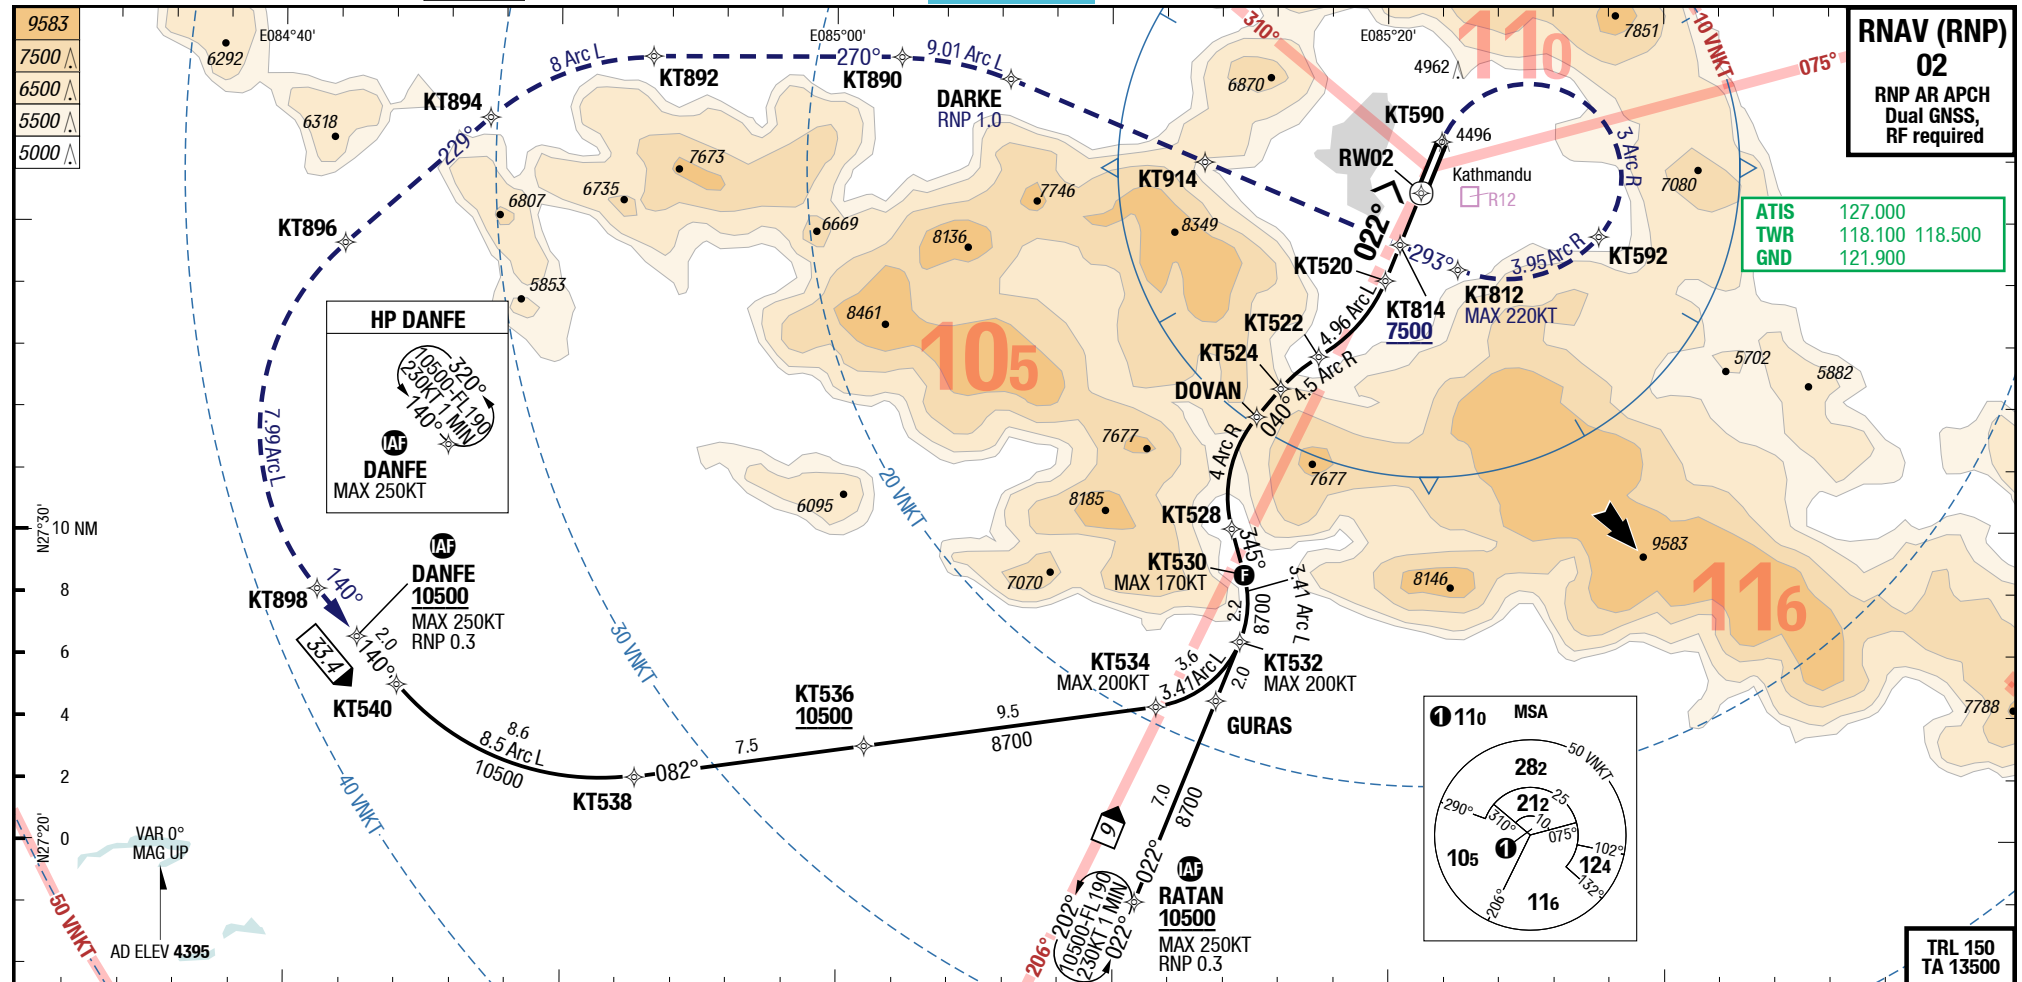 9583
7500
6500
5500
5000
E084°40'
E085°00'
E085°20'
6292
6318
8 Arc L
KT892
270°
KT890
9.01 Arc L
DARKE
RNP 1.0
KT894
229°
KT896
7673
6735
6807
6669
5853
7746
8136
8349
8461
6870
4962
7851
310°
110
110 VNKT
075°
KT590
4496
RW02
Kathmandu
R12
KT914
3 Arc R
7080
022°
293°
3.95 Arc R
KT592
KT520
KT814
7500
KT812
MAX 220KT
4.96 Arc L
KT522
KT524
4.5 Arc R
DOVAN
040°
4 Arc R
105
5702
5882
7677
7677
8185
6095
7070
8146
9583
116
7788
RNAV (RNP)
02
RNP AR APCH
Dual GNSS,
RF required
ATIS 127.000
TWR 118.100 118.500
GND 121.900
HP DANFE
320°
10500-FL190
230KT 1 MIN
140°
IAF
DANFE
MAX 250KT
7.99 Arc L
N27°30'
10 NM
8
6
4
2
0
N27°20'
KT898
140°
IAF
DANFE
10500
MAX 250KT
RNP 0.3
2.0
140°
33.4
KT540
8.6
8.5 Arc L
10500
KT538
082°
7.5
KT536
10500
9.5
8700
KT534
MAX 200KT
3.6
3.41 Arc L
KT532
MAX 200KT
2.0
GURAS
KT528
345°
KT530
MAX 170KT
F
2.2
8700
3.41 Arc L
7.0
8700
9
022°
IAF
RATAN
10500
MAX 250KT
RNP 0.3
202°
10500-FL190
230KT 1 MIN
022°
206°
20 VNKT
30 VNKT
40 VNKT
50 VNKT
VAR 0°
MAG UP
AD ELEV 4395
1 110
MSA
50 VNKT
282
290°
212
25
310°
10
075°
102°
1
105
124
132°
206°
116
TRL 150
TA 13500